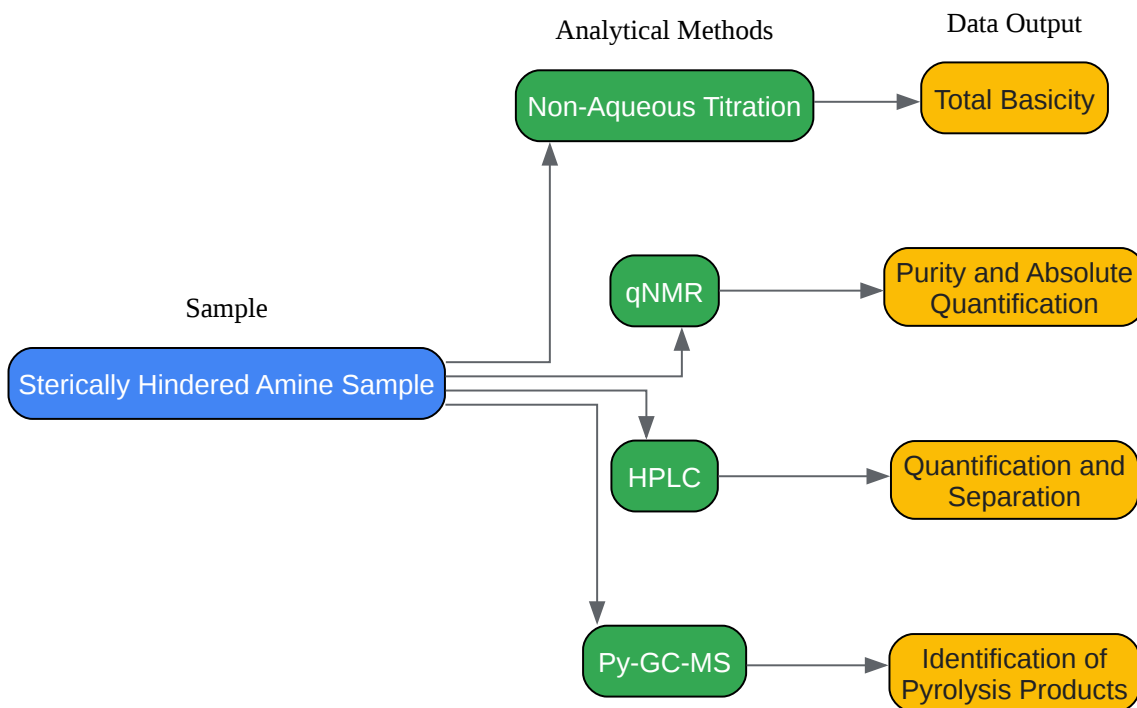 Analytical Methods
Data Output
Non-Aqueous Titration
Total Basicity
qNMR
Purity and Absolute
Quantification
Sample
Sterically Hindered Amine Sample
HPLC
Quantification and
Separation
Py-GC-MS
Identification of
Pyrolysis Products